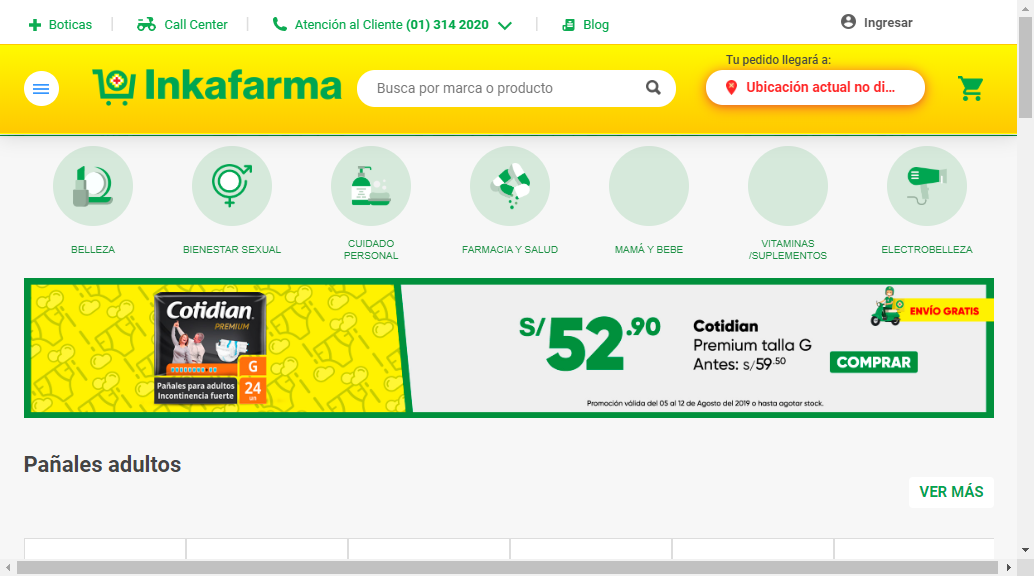 Boticas
Call Center
Atención al Cliente (01) 314 2020
Blog
Ingresar
Inkafarma
Busca por marca o producto
Tu pedido llegará a:
Ubicación actual no di...
BELLEZA
BIENESTAR SEXUAL
CUIDADO
PERSONAL
FARMACIA Y SALUD
MAMÁ Y BEBE
VITAMINAS
/SUPLEMENTOS
ELECTROBELLEZA
Cotidian
PREMIUM
G
24
un
Pañales para adultos
Incontinencia fuerte
S/52.90
Cotidian
Premium talla G
Antes: s/59.50
ENVÍO GRATIS
COMPRAR
Promoción válida del 05 al 12 de Agosto del 2019 o hasta agotar stock.
Pañales adultos
VER MÁS